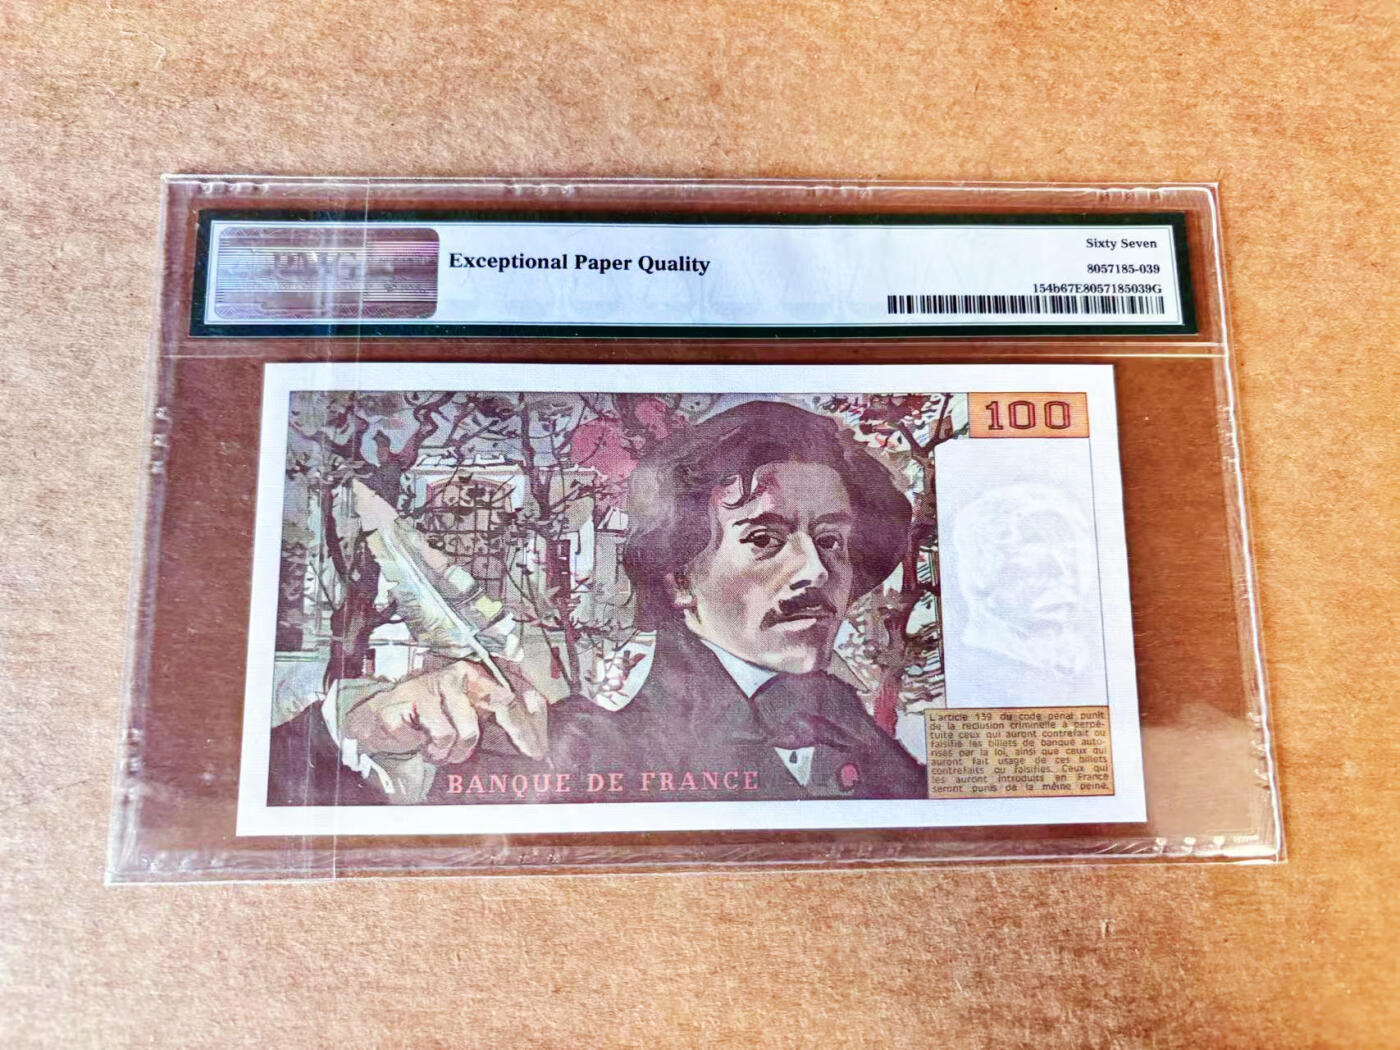 PMG
Exceptional Paper Quality
Sixty Seven
8057185-039
154b67E8057185039G
100
L'article 139 du code pénal punit
de la réclusion criminelle à perpé-
tuité ceux qui auront contrefait ou
falsifié les billets de banque auto-
risés par la loi, ainsi que ceux qui
auront fait usage de ces billets
contrefaits ou falsifiés. Ceux qui
les auront introduits en France
seront punis de la même peine.
BANQUE DE FRANCE